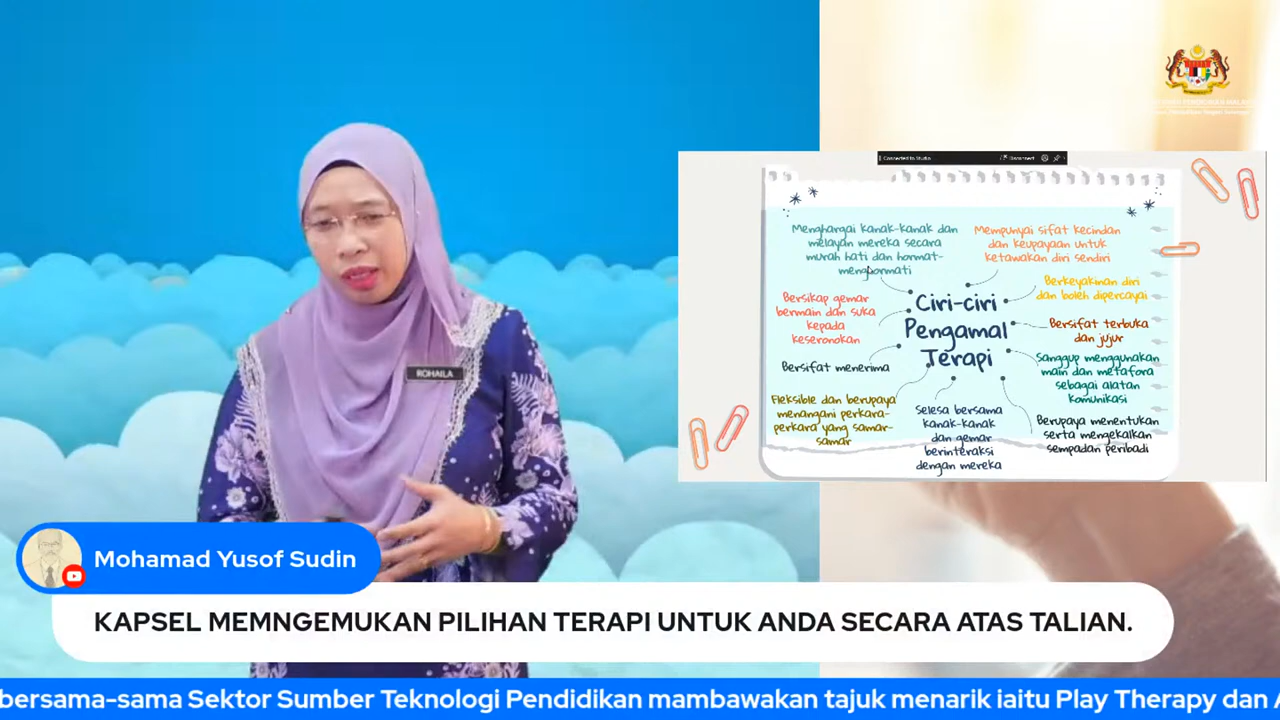 Connected to Studio
Disconnect
Menghargai kanak-kanak dan
melayan mereka secara
murah hati dan hormat-
menghormati
Mempunyai sifat kecindan
dan keupayaan untuk
ketawakan diri sendiri
Bersikap gemar
bermain dan suka
kepada
keseronokan
Ciri-ciri
Pengamal
Terapi
Berkeyakinan diri
dan boleh dipercayai
Bersifat terbuka
dan jujur
Bersifat menerima
Sanggup menggunakan
main dan metafora
sebagai alatan
komunikasi
Fleksible dan berupaya
menangani perkara-
perkara yang samar-
samar
Selesa bersama
kanak-kanak
dan gemar
berinteraksi
dengan mereka
Berupaya menentukan
serta mengekalkan
sempadan peribadi
ROHAILA
Mohamad Yusof Sudin
KAPSEL MEMNGEMUKAN PILIHAN TERAPI UNTUK ANDA SECARA ATAS TALIAN.
bersama-sama Sektor Sumber Teknologi Pendidikan mambawakan tajuk menarik iaitu Play Therapy dan A